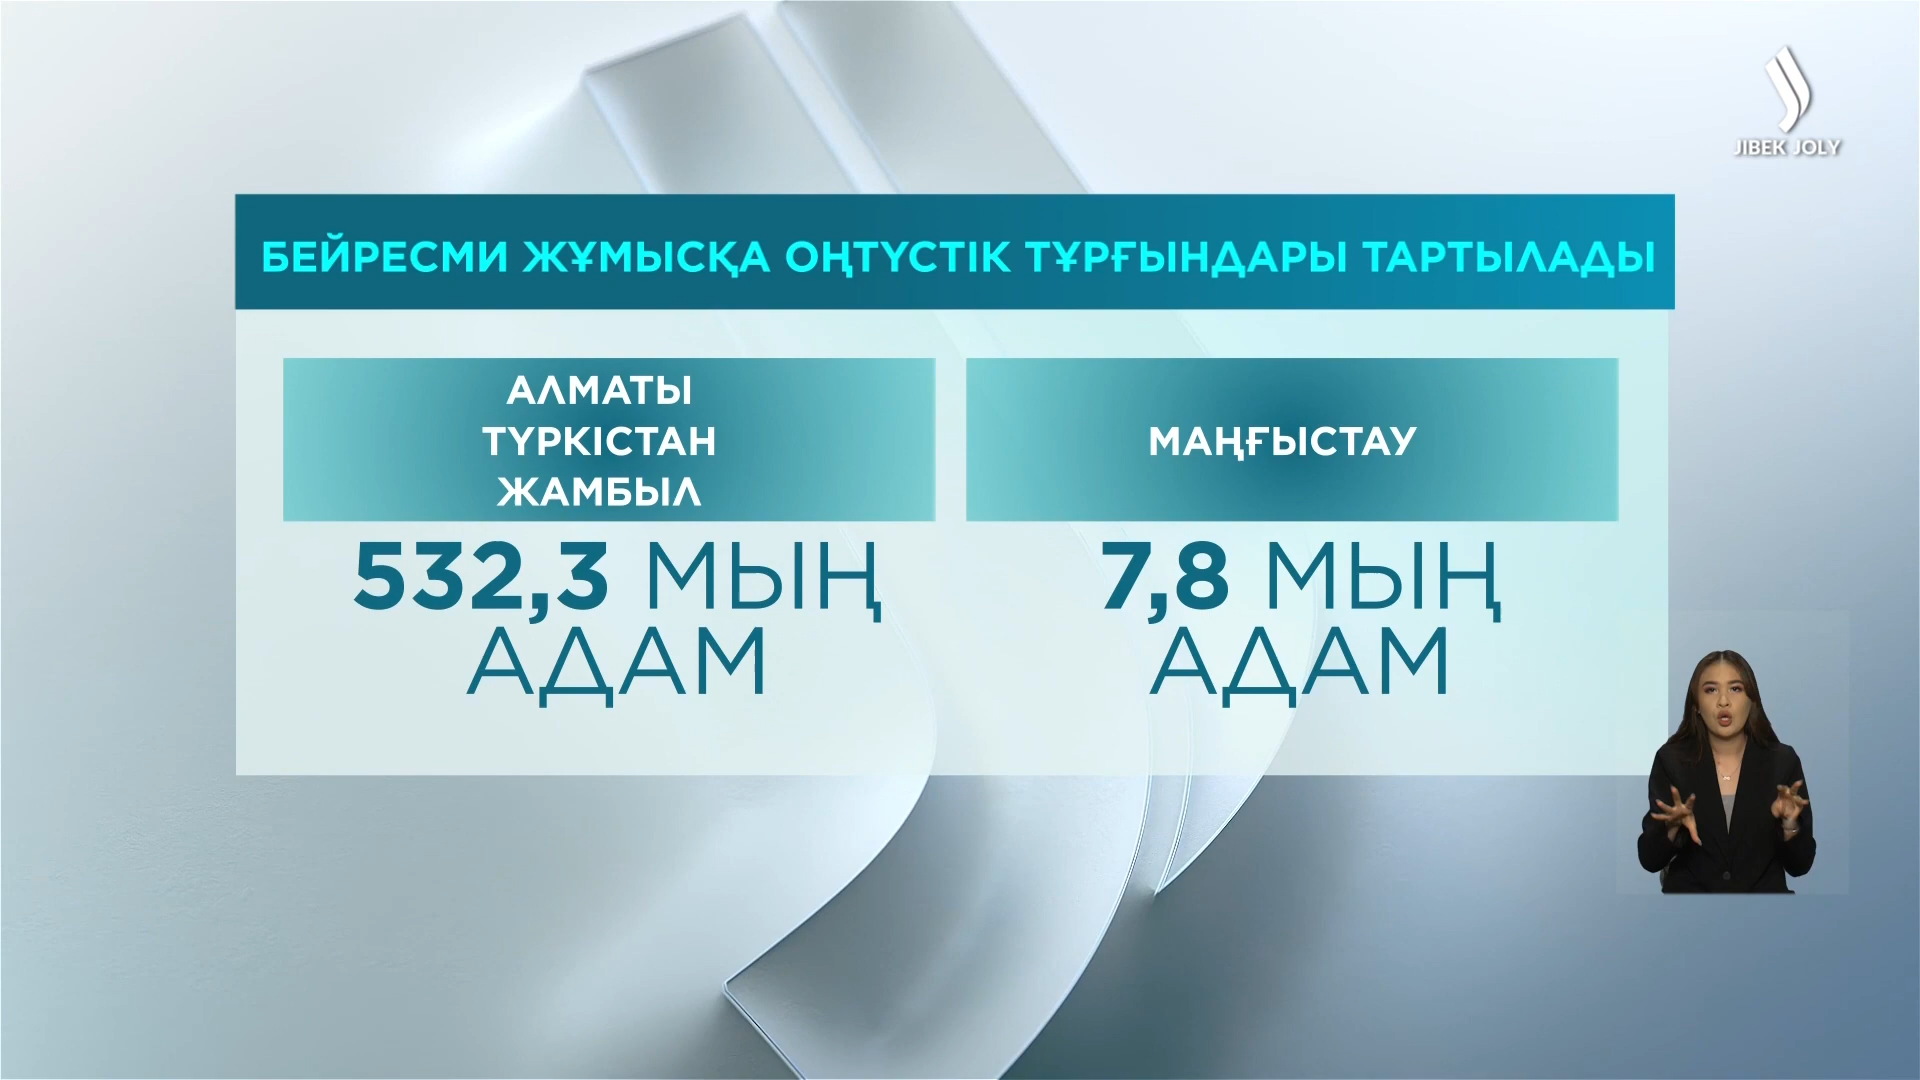 JIBEK JOLY
БЕЙРЕСМИ ЖҰМЫСҚА ОҢТҮСТІК ТҰРҒЫНДАРЫ ТАРТЫЛАДЫ
АЛМАТЫ
ТҮРКІСТАН
ЖАМБЫЛ
532,3 МЫҢ
АДАМ
МАҢҒЫСТАУ
7,8 МЫҢ
АДАМ